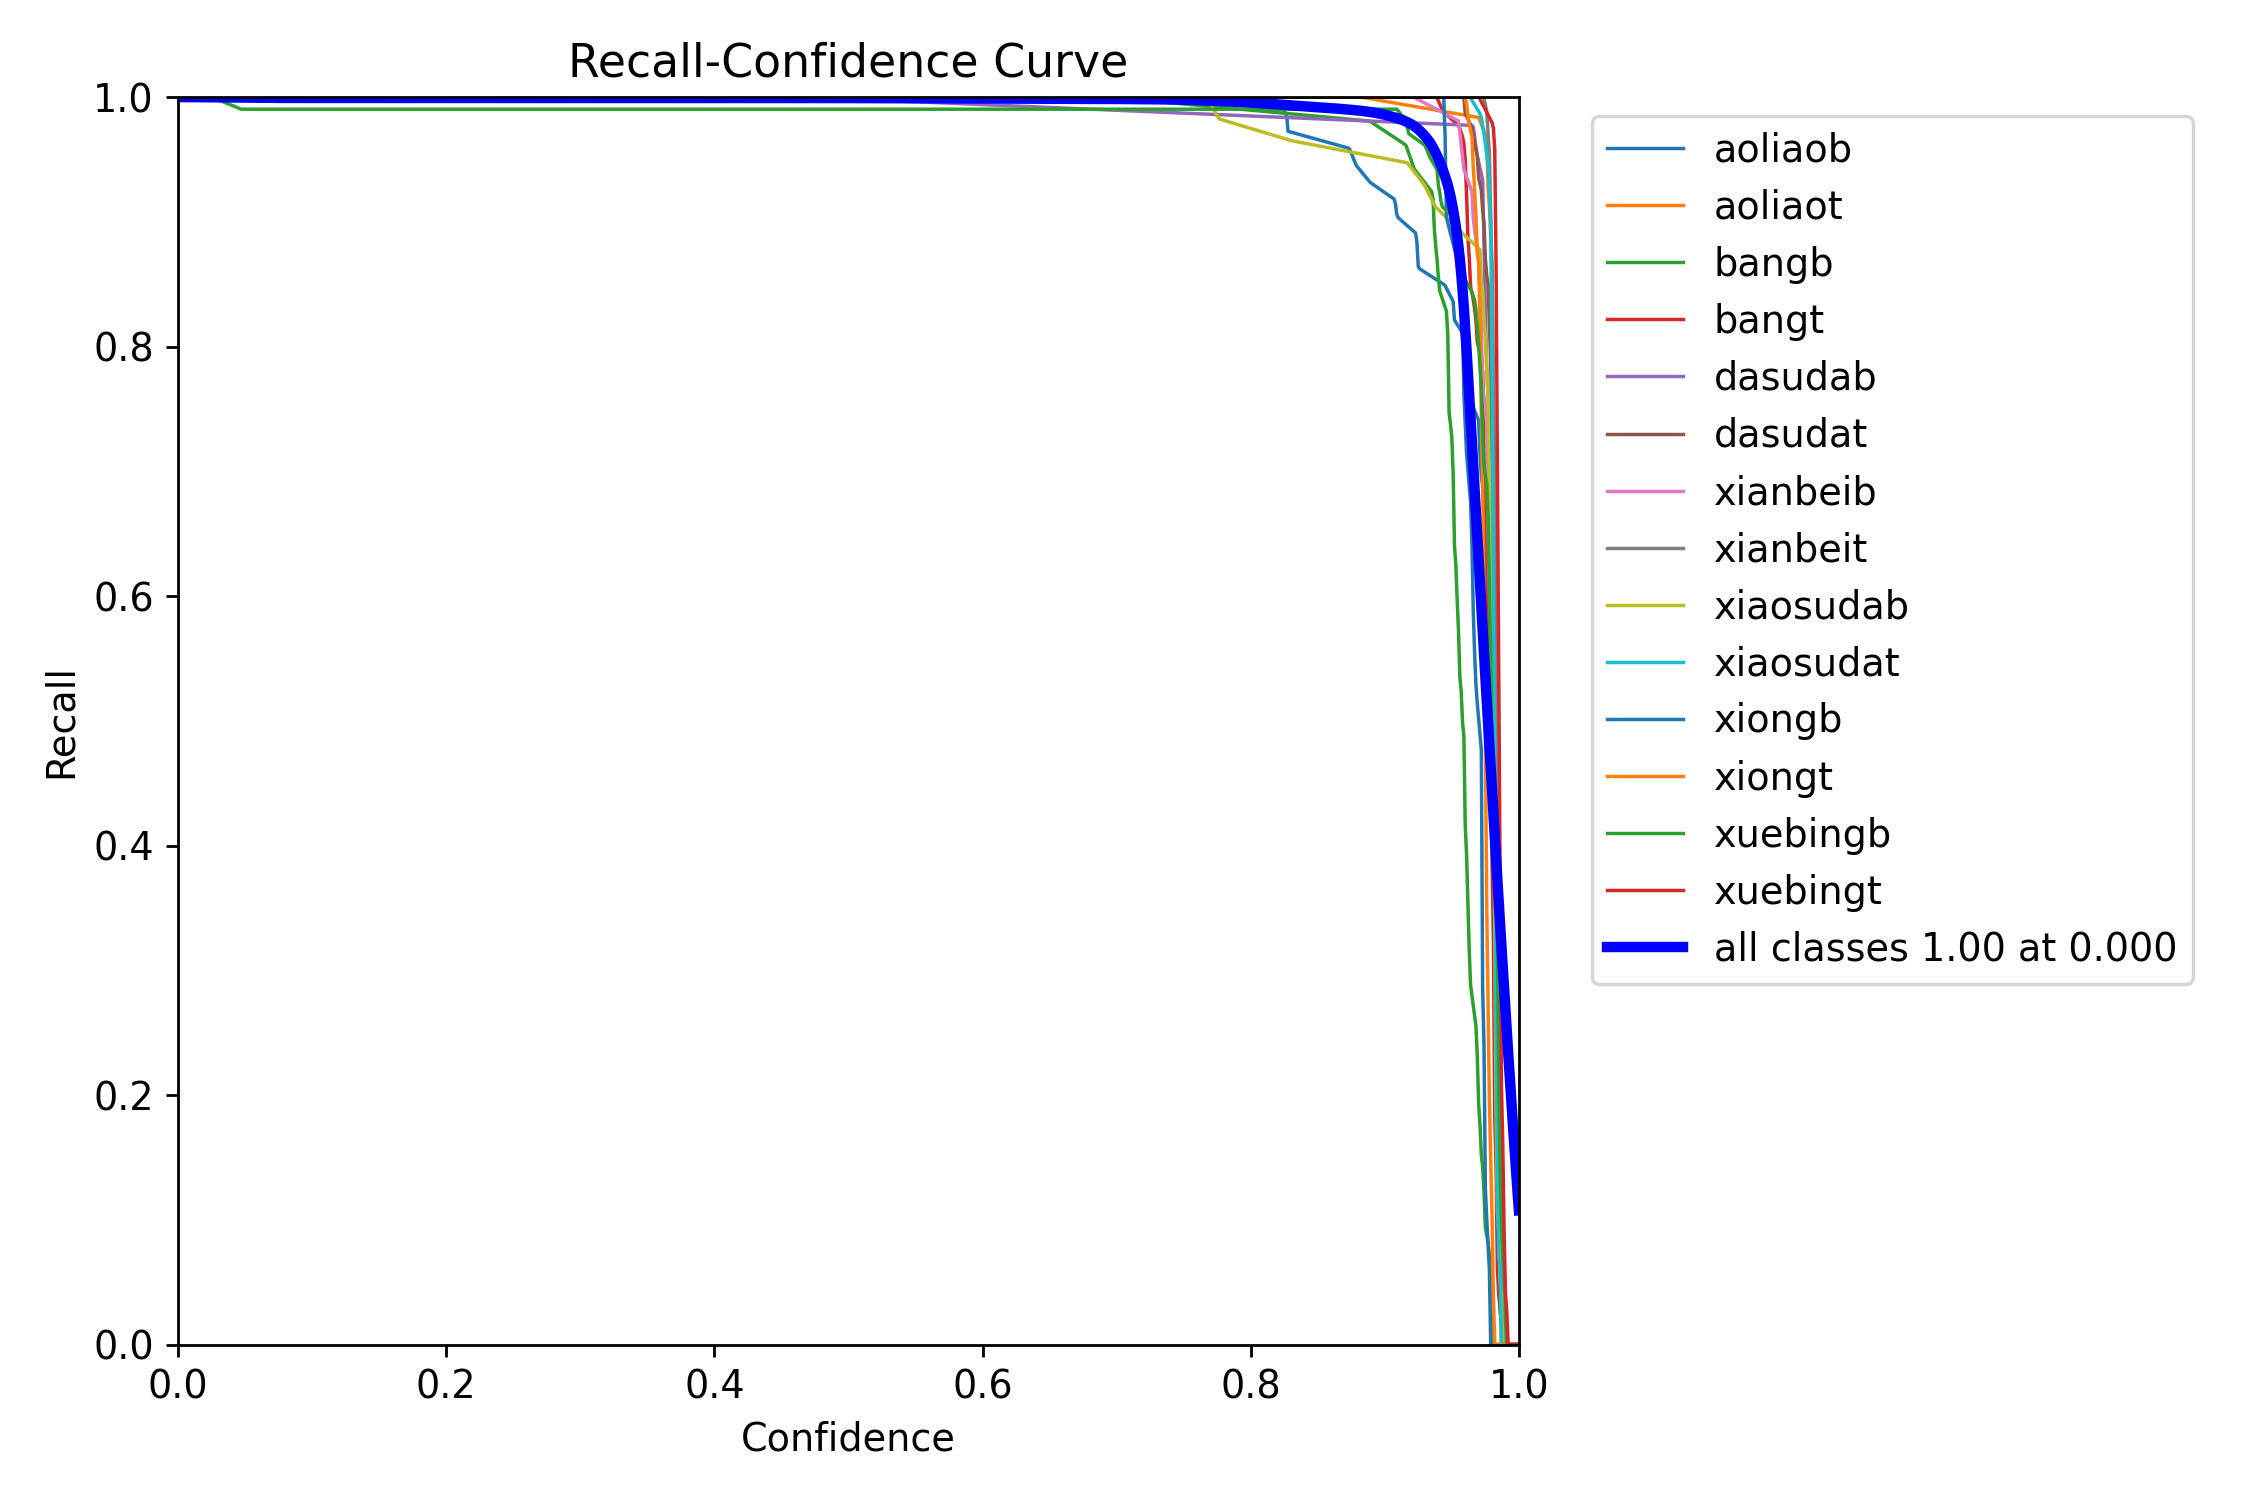 Recall-Confidence Curve
1.0
0.8
0.6
0.4
0.2
0.0
Recall
0.0 0.2 0.4 0.6 0.8 1.0
Confidence
aoliaob
aoliaot
bangb
bangt
dasudab
dasudat
xianbeib
xianbeit
xiaosudab
xiaosudat
xiongb
xiongt
xuebingb
xuebingt
all classes 1.00 at 0.000